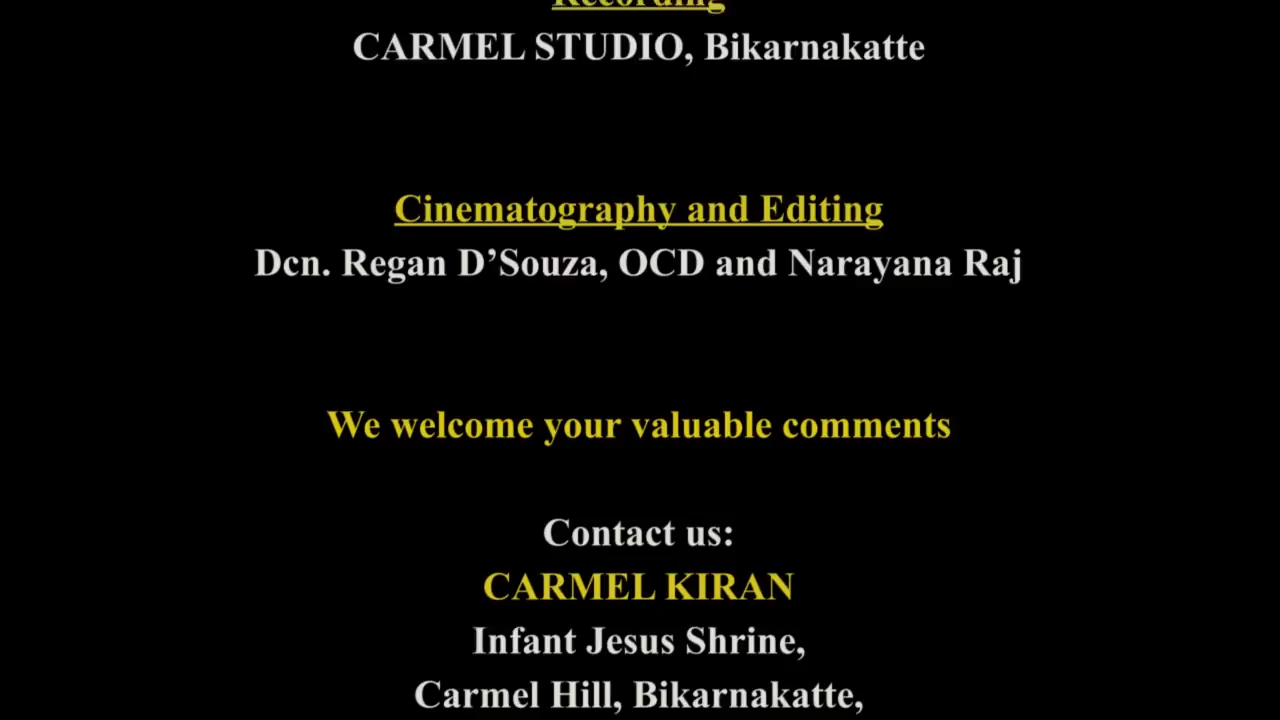 Recording
CARMEL STUDIO, Bikarnakatte
Cinematography and Editing
Dcn. Regan D’Souza, OCD and Narayana Raj
We welcome your valuable comments
Contact us:
CARMEL KIRAN
Infant Jesus Shrine,
Carmel Hill, Bikarnakatte,